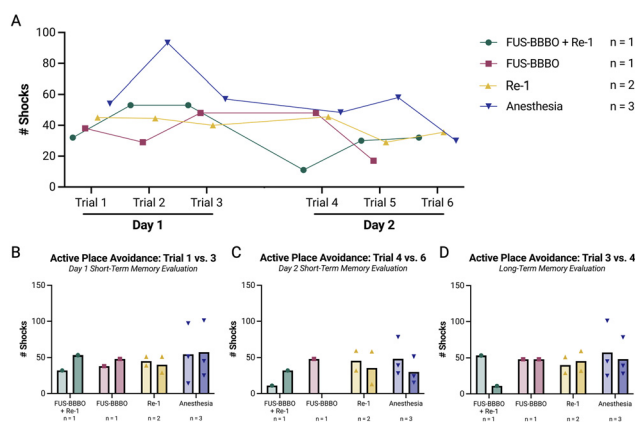 A
100
80
60
40
20
0
# Shocks
Trial 1
Trial 2
Trial 3
Trial 4
Trial 5
Trial 6
Day 1
Day 2
FUS-BBBO + Re-1 n = 1
FUS-BBBO n = 1
Re-1 n = 2
Anesthesia n = 3
B
Active Place Avoidance: Trial 1 vs. 3
Day 1 Short-Term Memory Evaluation
150
100
50
0
# Shocks
FUS-BBBO
+ Re-1
n = 1
FUS-BBBO
n = 1
Re-1
n = 2
Anesthesia
n = 3
C
Active Place Avoidance: Trial 4 vs. 6
Day 2 Short-Term Memory Evaluation
150
100
50
0
# Shocks
FUS-BBBO
+ Re-1
n = 1
FUS-BBBO
n = 1
Re-1
n = 2
Anesthesia
n = 3
D
Active Place Avoidance: Trial 3 vs. 4
Long-Term Memory Evaluation
150
100
50
0
# Shocks
FUS-BBBO
+ Re-1
n = 1
FUS-BBBO
n = 1
Re-1
n = 2
Anesthesia
n = 3